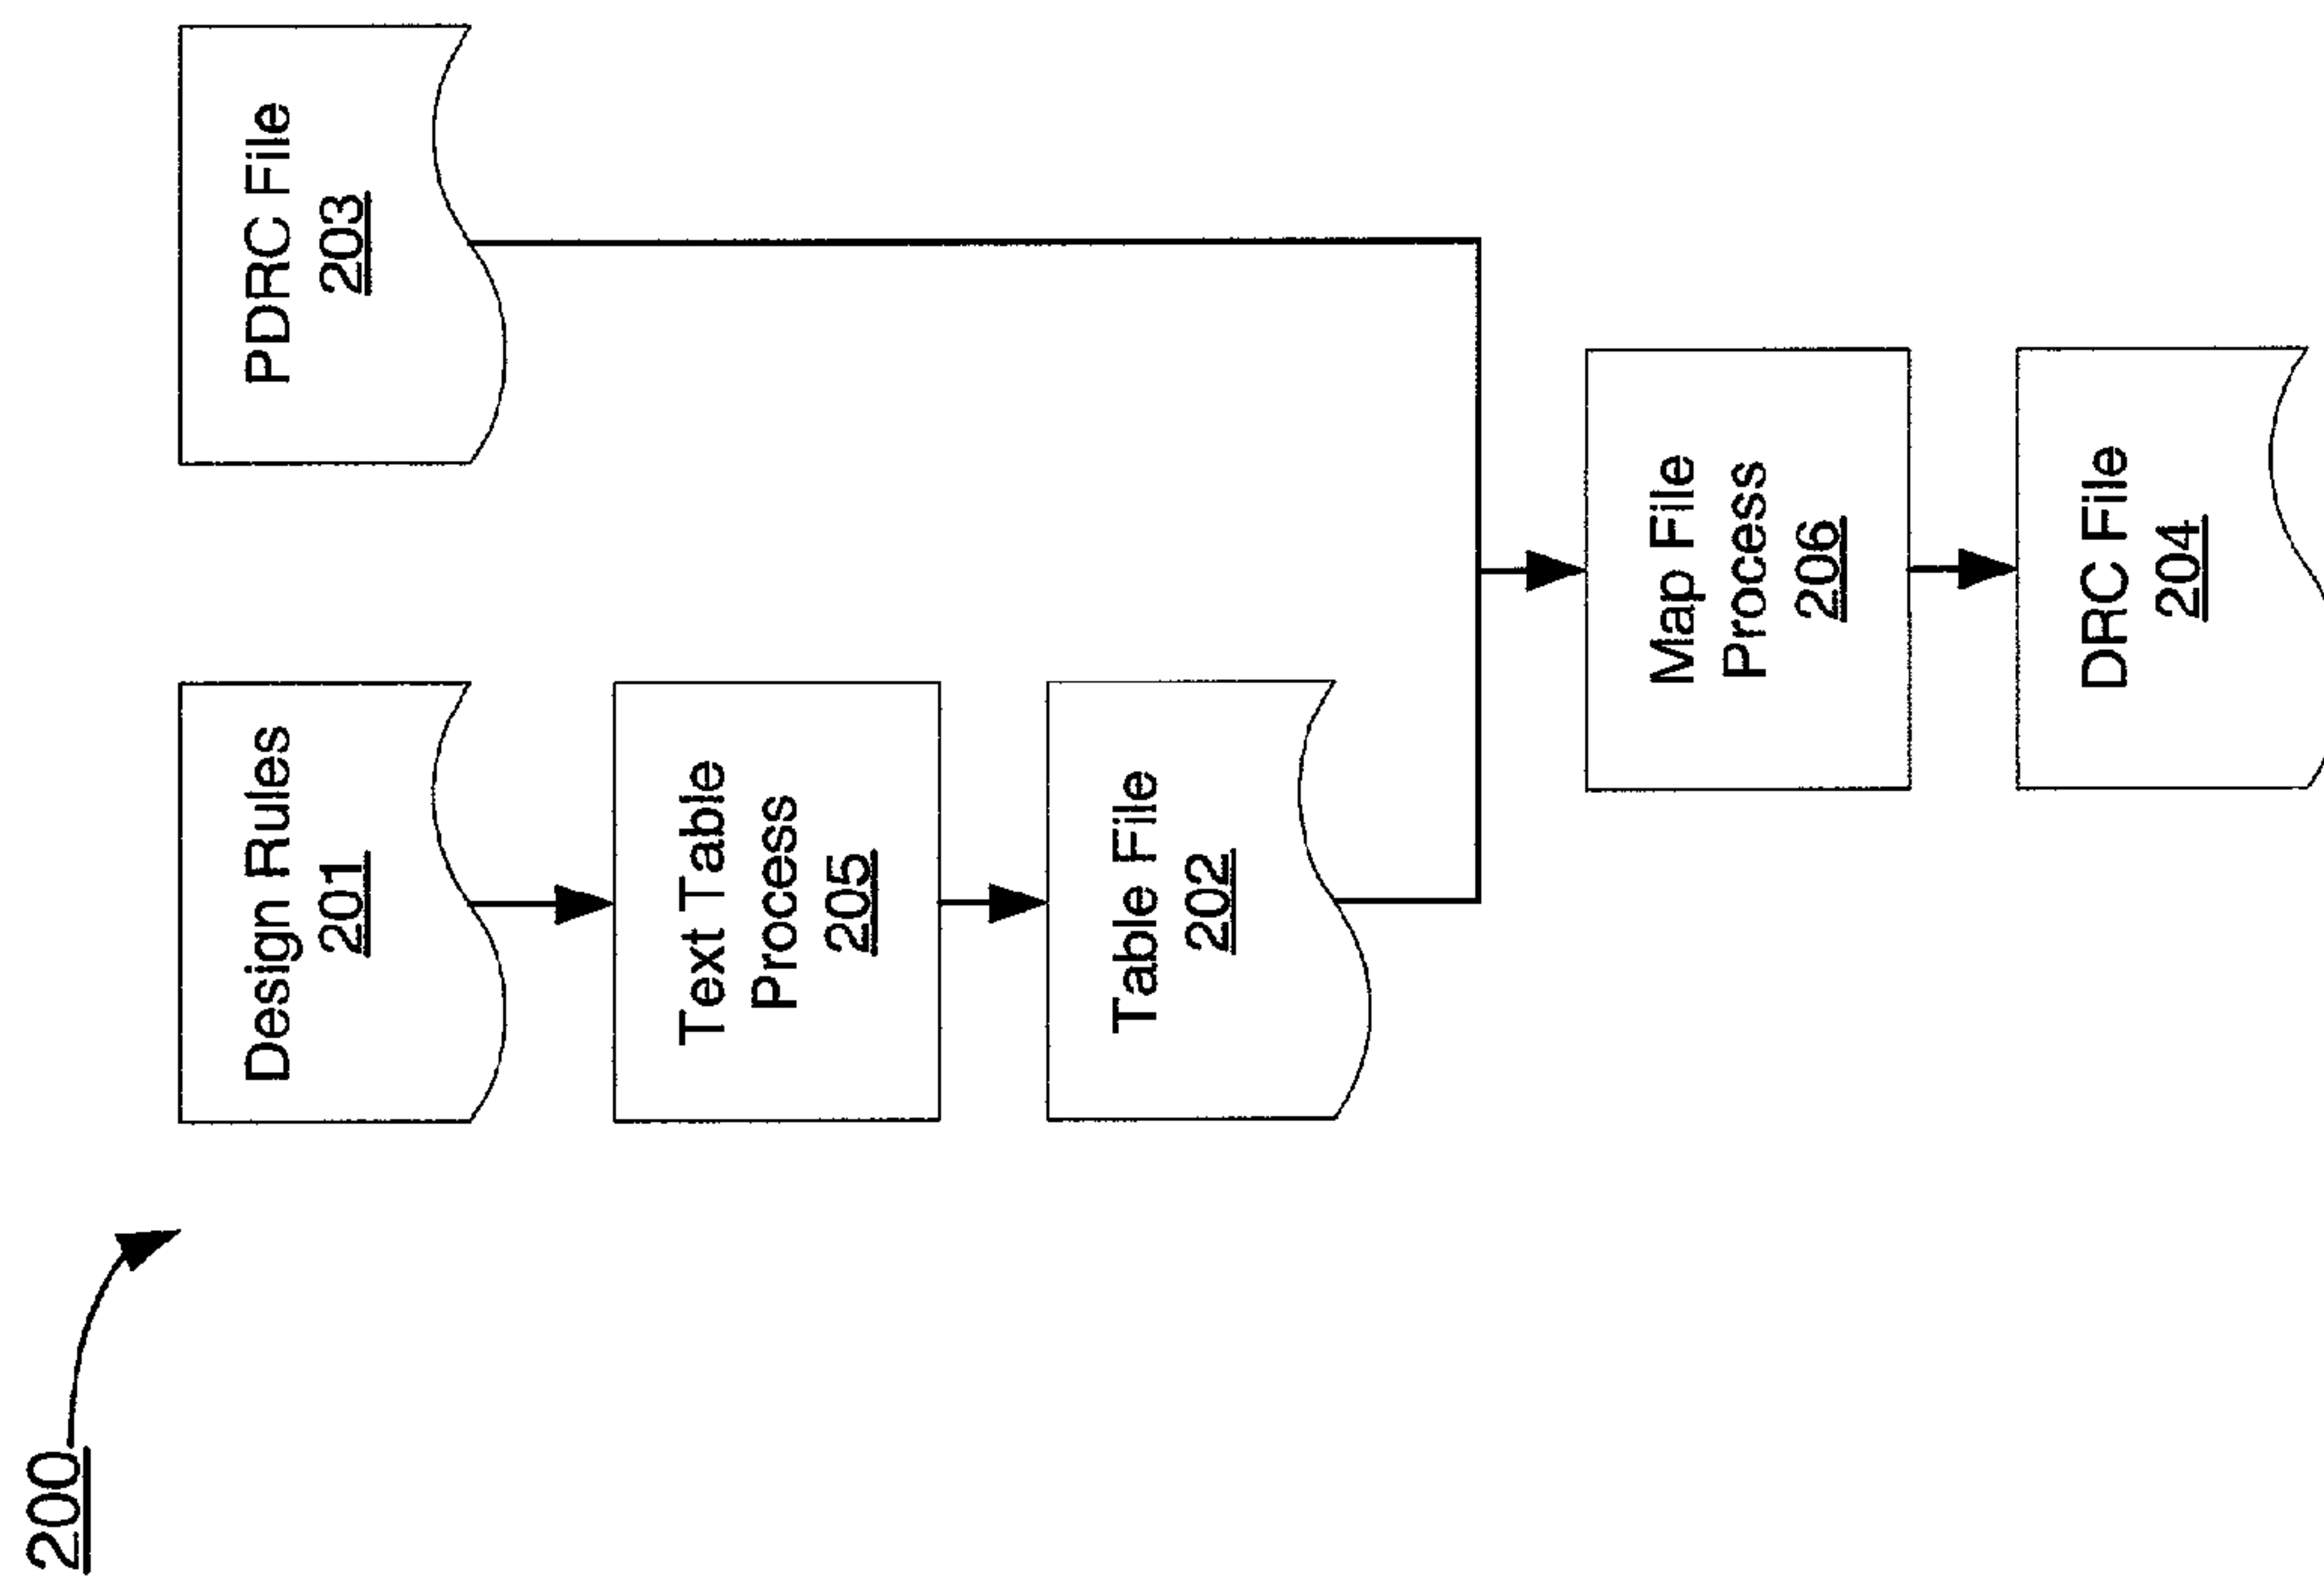 200
Design Rules
201
PDRC File
203
Text Table
Process
205
Table File
202
Map File
Process
206
DRC File
204